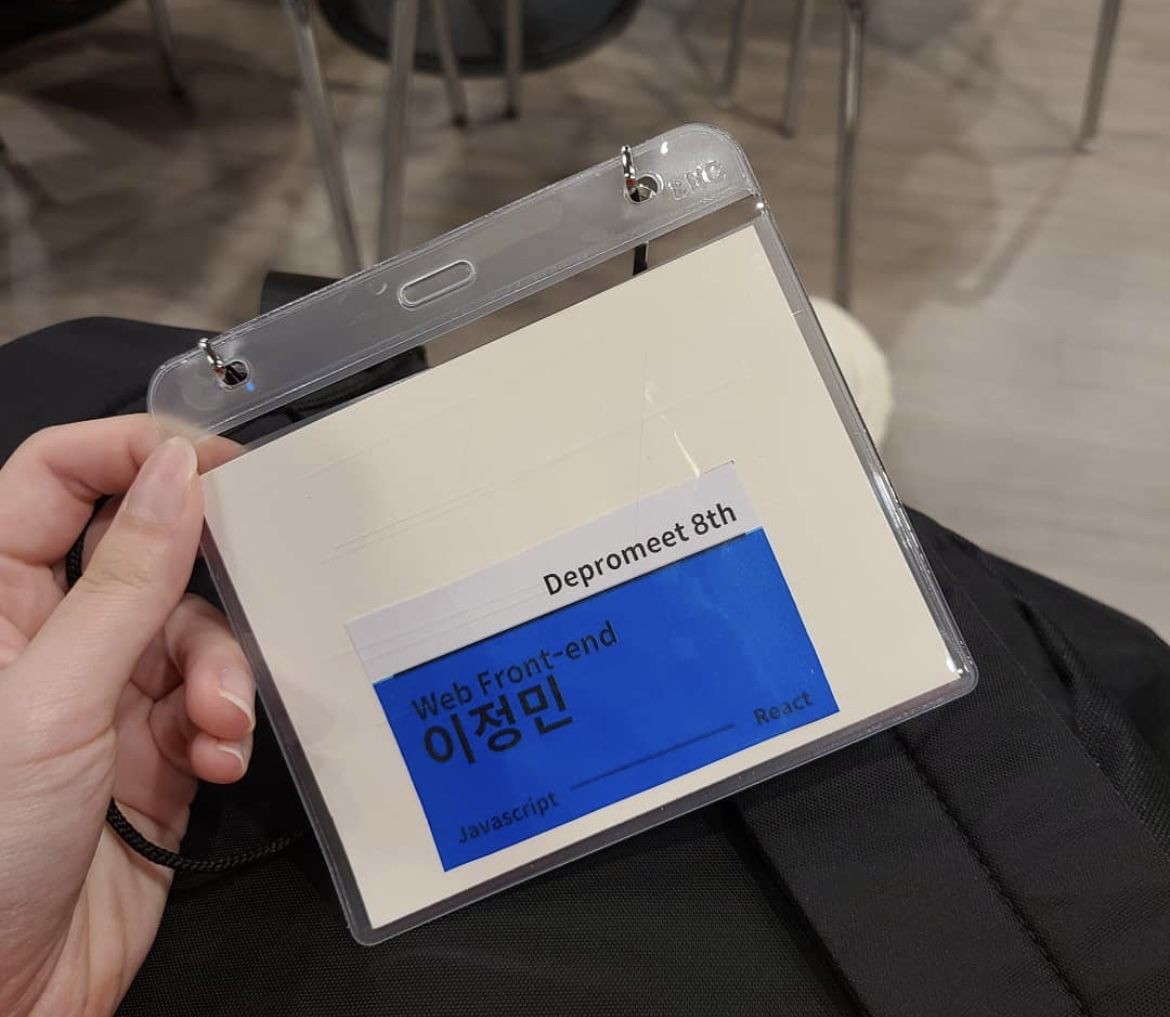 Depromeet 8th
Web Front-end
이정민
React
Javascript